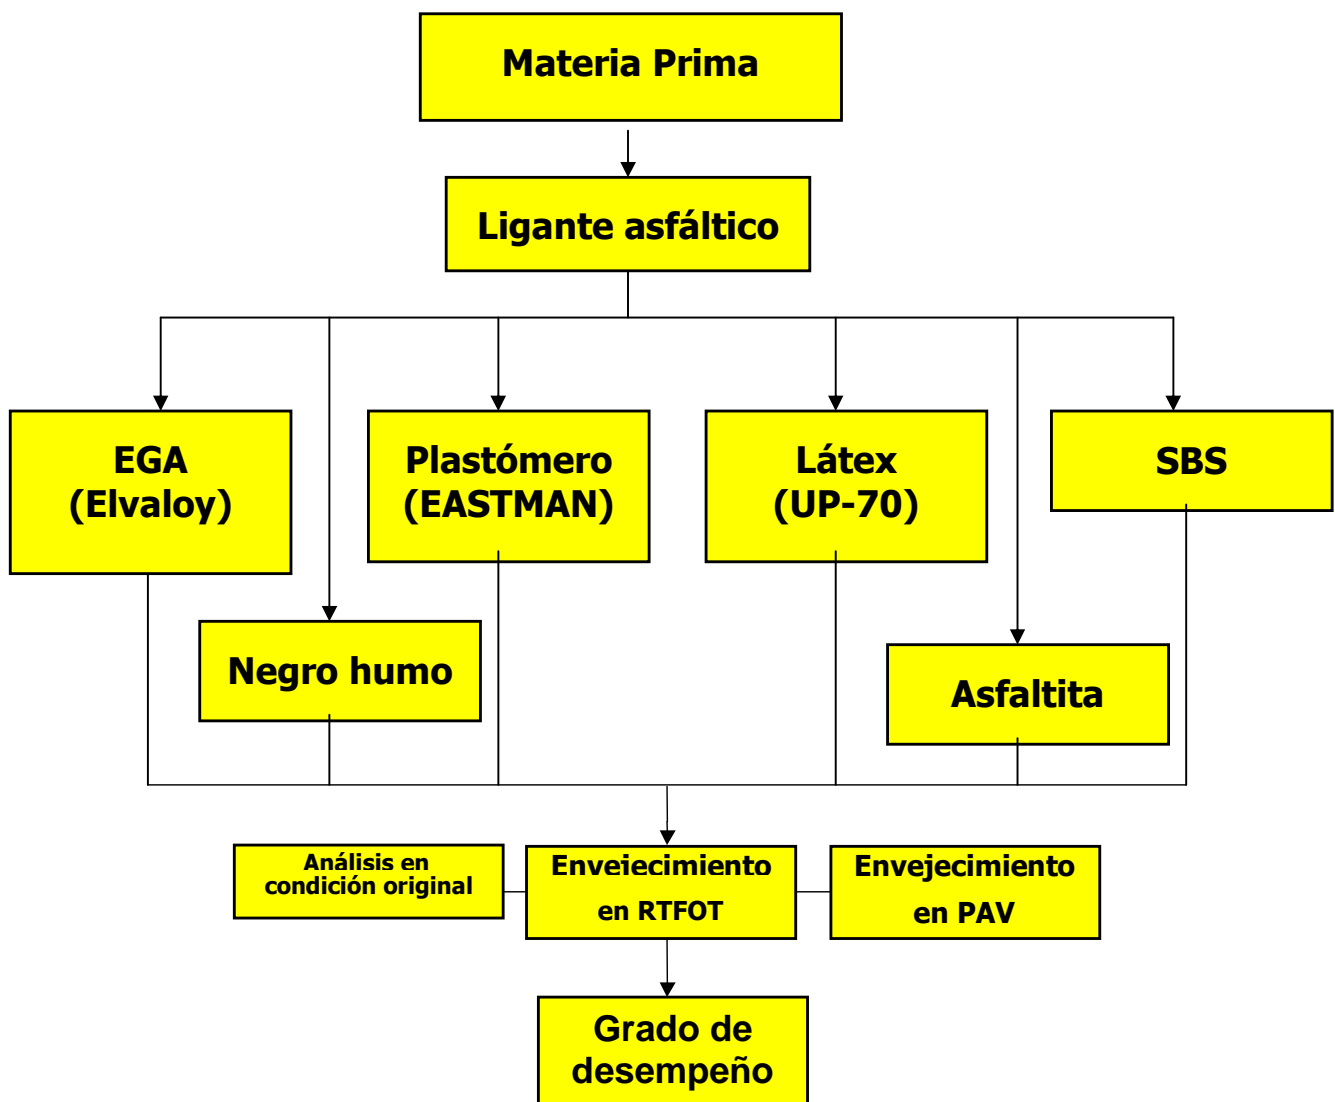 Materia Prima
Ligante asfáltico
EGA
(Elvaloy)
Plastómero
(EASTMAN)
Látex
(UP-70)
SBS
Negro humo
Asfaltita
Análisis en
condición original
Envejecimiento
en RTFOT
Envejecimiento
en PAV
Grado de
desempeño